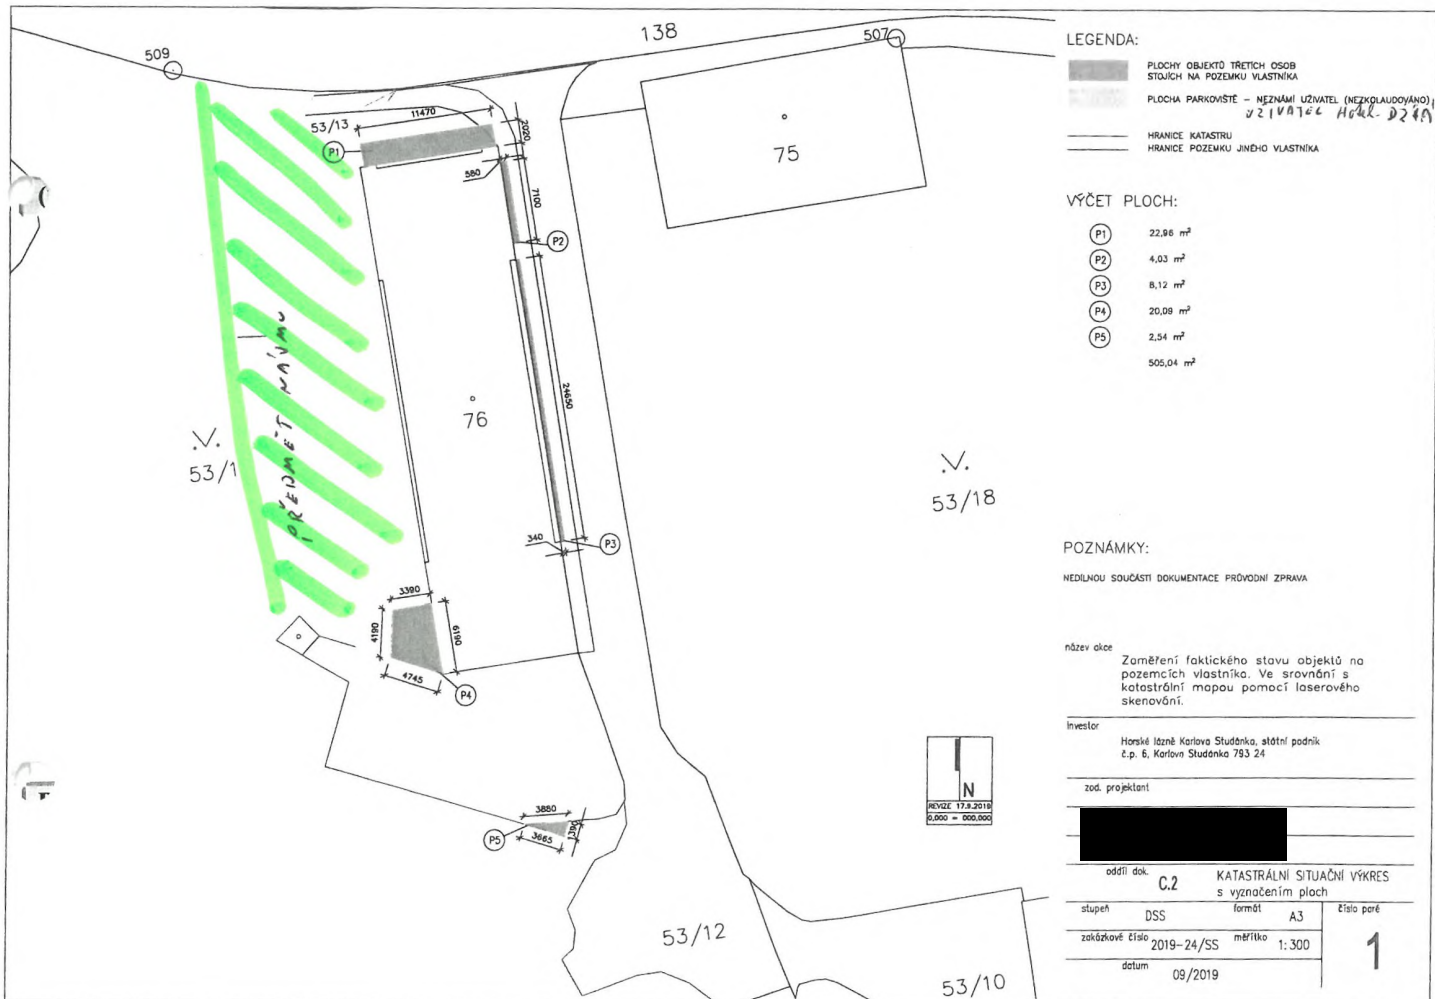 138
507
509
53/13
11470
2020
P1
580
7100
P2
75
76
24650
PŘEDMĚT NÁJMU
53/1
53/18
340
P3
3390
4190
6190
4745
P4
3880
1390
3665
P5
53/12
53/10
N
REVIZE 17.9.2019
0,000 = 000,000
LEGENDA:
PLOCHY OBJEKTŮ TŘETÍCH OSOB
STOJÍCH NA POZEMKU VLASTNÍKA
PLOCHA PARKOVIŠTĚ - NEZNÁMÍ UŽIVATEL (NEZKOLAUDOVÁNO)
UŽIVATEL HOTEL
HRANICE KATASTRU
HRANICE POZEMKU JINÉHO VLASTNÍKA
VÝČET PLOCH:
P1 22,96 m²
P2 4,03 m²
P3 8,12 m²
P4 20,09 m²
P5 2,54 m²
505,04 m²
POZNÁMKY:
NEDÍLNOU SOUČÁSTÍ DOKUMENTACE PRŮVODNÍ ZPRAVA
název akce
Zaměření faktického stavu objektů na
pozemcích vlastníka. Ve srovnání s
katastrální mapou pomocí laserového
skenování.
investor
Horské lázně Karlova Studánka, státní podnik
č.p. 6, Karlova Studánka 793 24
zod. projektant
oddíl dok. C.2 KATASTRÁLNÍ SITUAČNÍ VÝKRES
s vyznačením ploch
stupeň DSS formát A3 číslo paré
zakázkové číslo 2019-24/SS měřítko 1:300 1
datum 09/2019